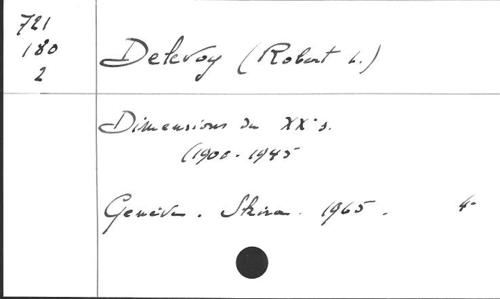 721
180
2
Delevoy (Robert L.)
Dimensions du XX°s.
(1900-1945
Genève. Skira. 1965. 4°